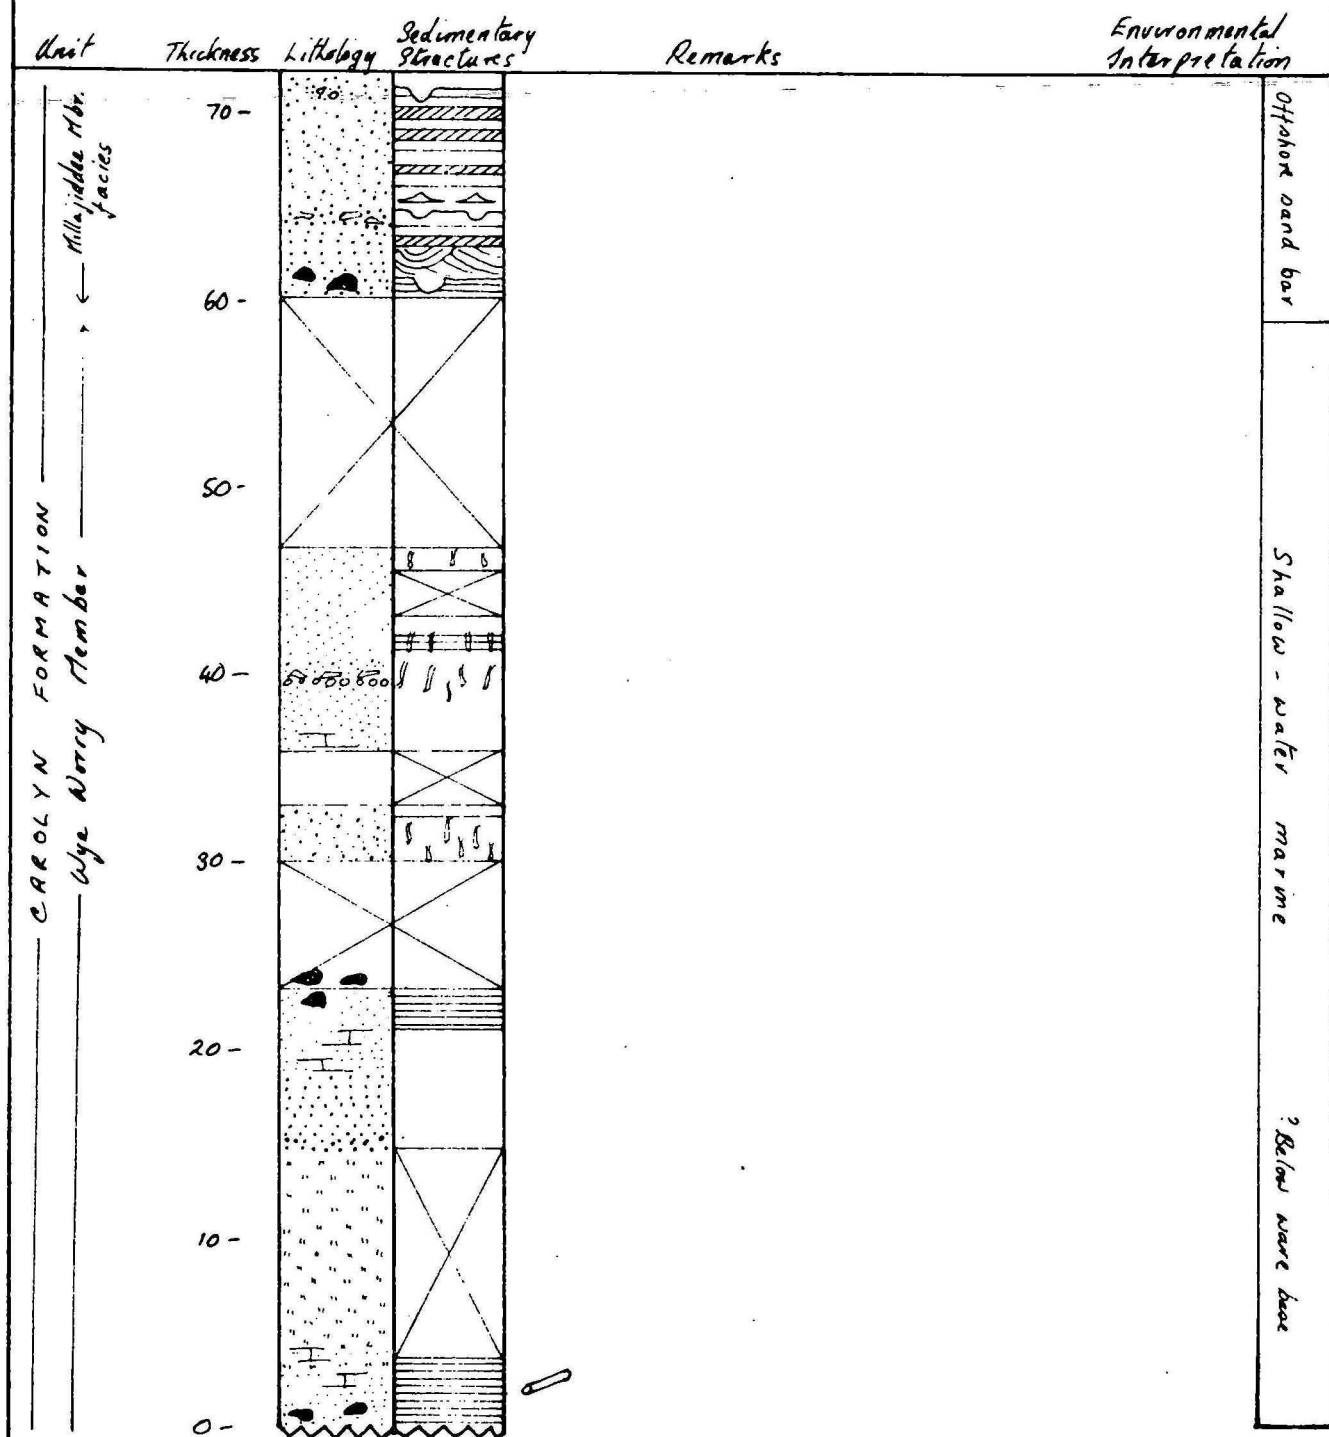 Unit Thickness Lithology Sedimentary Structures Remarks Environmental Interpretation
CAROLYN FORMATION
Wye Worry Member
Millajiddee Mbr.
facies
70 -
60 -
50 -
40 -
30 -
20 -
10 -
0 -
Offshore sand bar
Shallow - water marine
? Below wave base